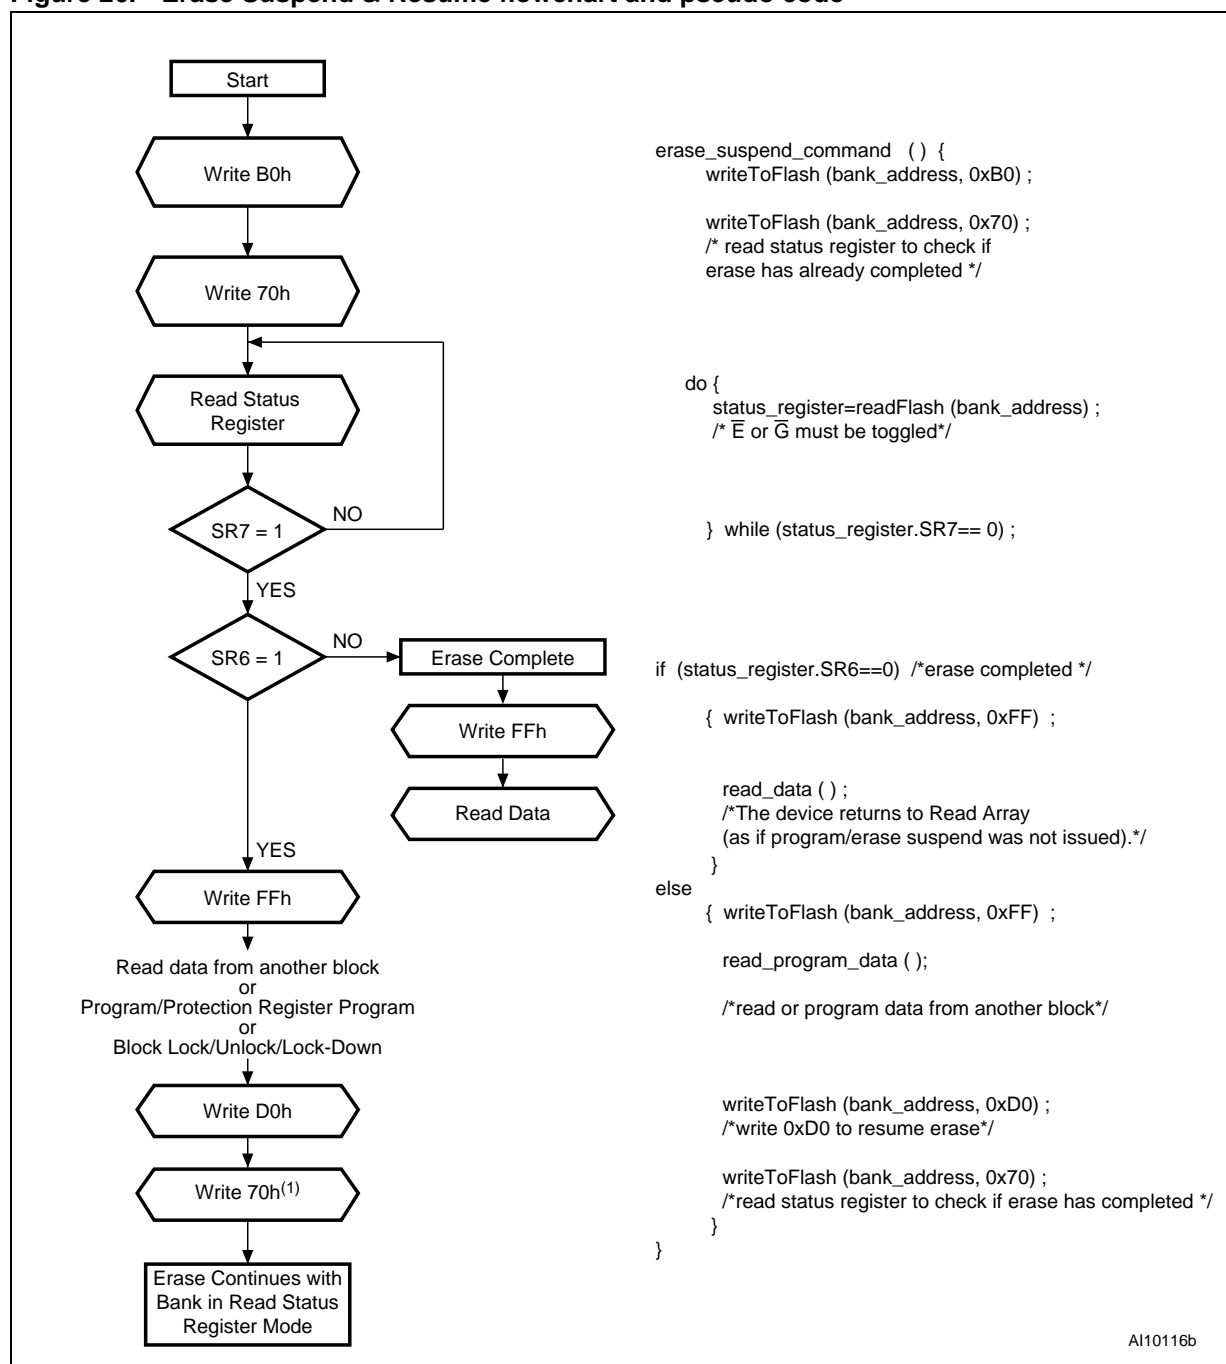 Figure 26. Erase Suspend & Resume flowchart and pseudo code
Start
Write B0h
Write 70h
Read Status
Register
SR7 = 1
NO
YES
SR6 = 1
NO
Erase Complete
Write FFh
Read Data
YES
Write FFh
Read data from another block
or
Program/Protection Register Program
or
Block Lock/Unlock/Lock-Down
Write D0h
Write 70h(1)
Erase Continues with
Bank in Read Status
Register Mode
erase_suspend_command ( ) {
writeToFlash (bank_address, 0xB0) ;
writeToFlash (bank_address, 0x70) ;
/* read status register to check if
erase has already completed */
do {
status_register=readFlash (bank_address) ;
/* E̅ or G̅ must be toggled*/
} while (status_register.SR7== 0) ;
if (status_register.SR6==0) /*erase completed */
{ writeToFlash (bank_address, 0xFF) ;
read_data ( ) ;
/*The device returns to Read Array
(as if program/erase suspend was not issued).*/
}
else
{ writeToFlash (bank_address, 0xFF) ;
read_program_data ( );
/*read or program data from another block*/
writeToFlash (bank_address, 0xD0) ;
/*write 0xD0 to resume erase*/
writeToFlash (bank_address, 0x70) ;
/*read status register to check if erase has completed */
}
}
AI10116b